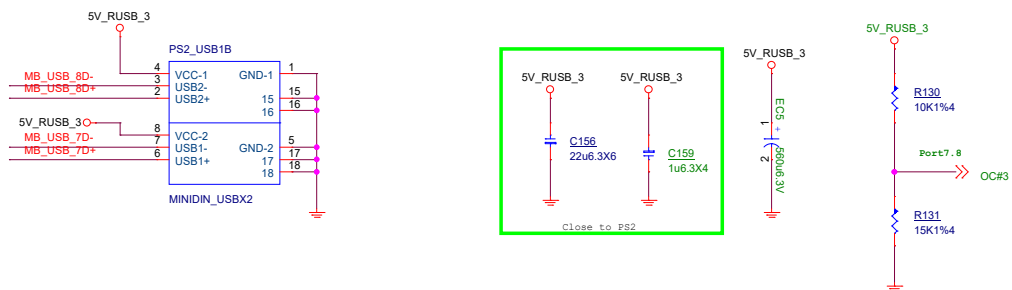 5V_RUSB_3
PS2_USB1B
4 VCC-1 GND-1 1
MB_USB_8D- 3 USB2- 15 15
MB_USB_8D+ 2 USB2+ 16 16
5V_RUSB_3 8 VCC-2 GND-2 5
MB_USB_7D- 7 USB1- 17 17
MB_USB_7D+ 6 USB1+ 18 18
MINIDIN_USBX2
5V_RUSB_3 5V_RUSB_3
C156
22u6.3X6
C159
1u6.3X4
Close to PS2
5V_RUSB_3
EC5
1 +
2
560u6.3V
5V_RUSB_3
R130
10K1%4
Port7.8
OC#3
R131
15K1%4